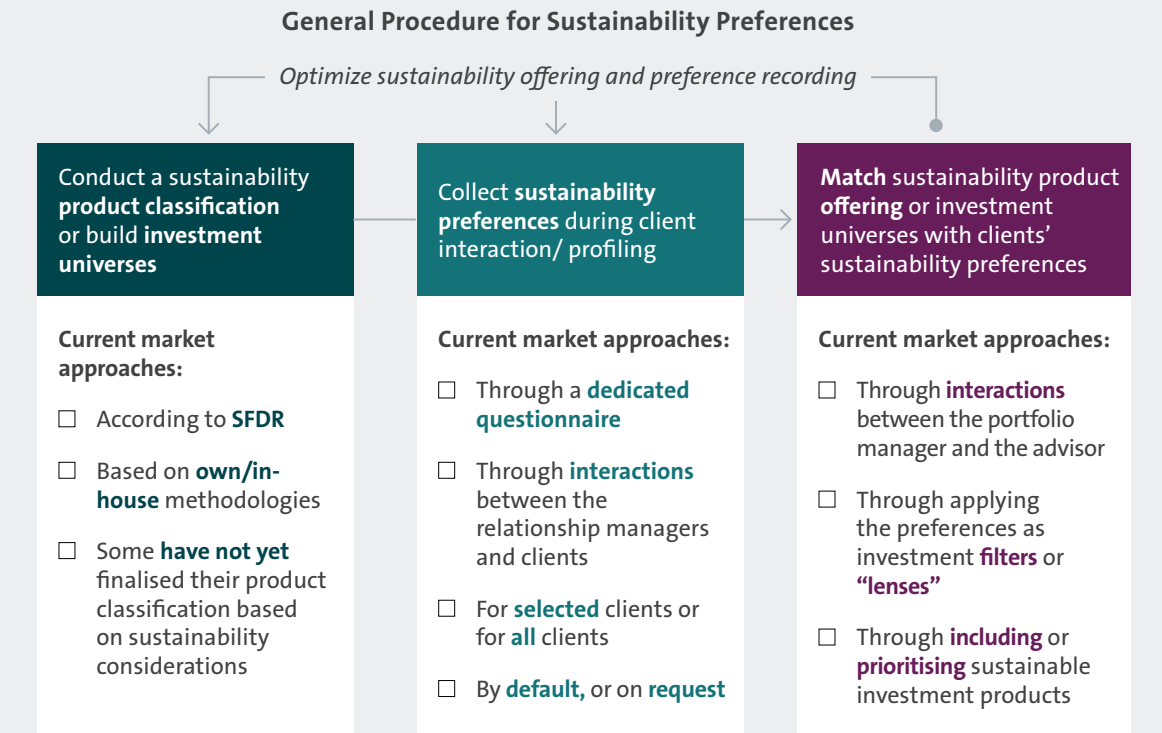 General Procedure for Sustainability Preferences
Optimize sustainability offering and preference recording
Conduct a sustainability
product classification
or build investment
universes
Current market
approaches:
According to SFDR
Based on own/in-
house methodologies
Some have not yet
finalised their product
classification based
on sustainability
considerations
Collect sustainability
preferences during client
interaction/ profiling
Current market approaches:
Through a dedicated
questionnaire
Through interactions
between the
relationship managers
and clients
For selected clients or
for all clients
By default, or on request
Match sustainability product
offering or investment
universes with clients’
sustainability preferences
Current market approaches:
Through interactions
between the portfolio
manager and the advisor
Through applying
the preferences as
investment filters or
“lenses”
Through including or
prioritising sustainable
investment products